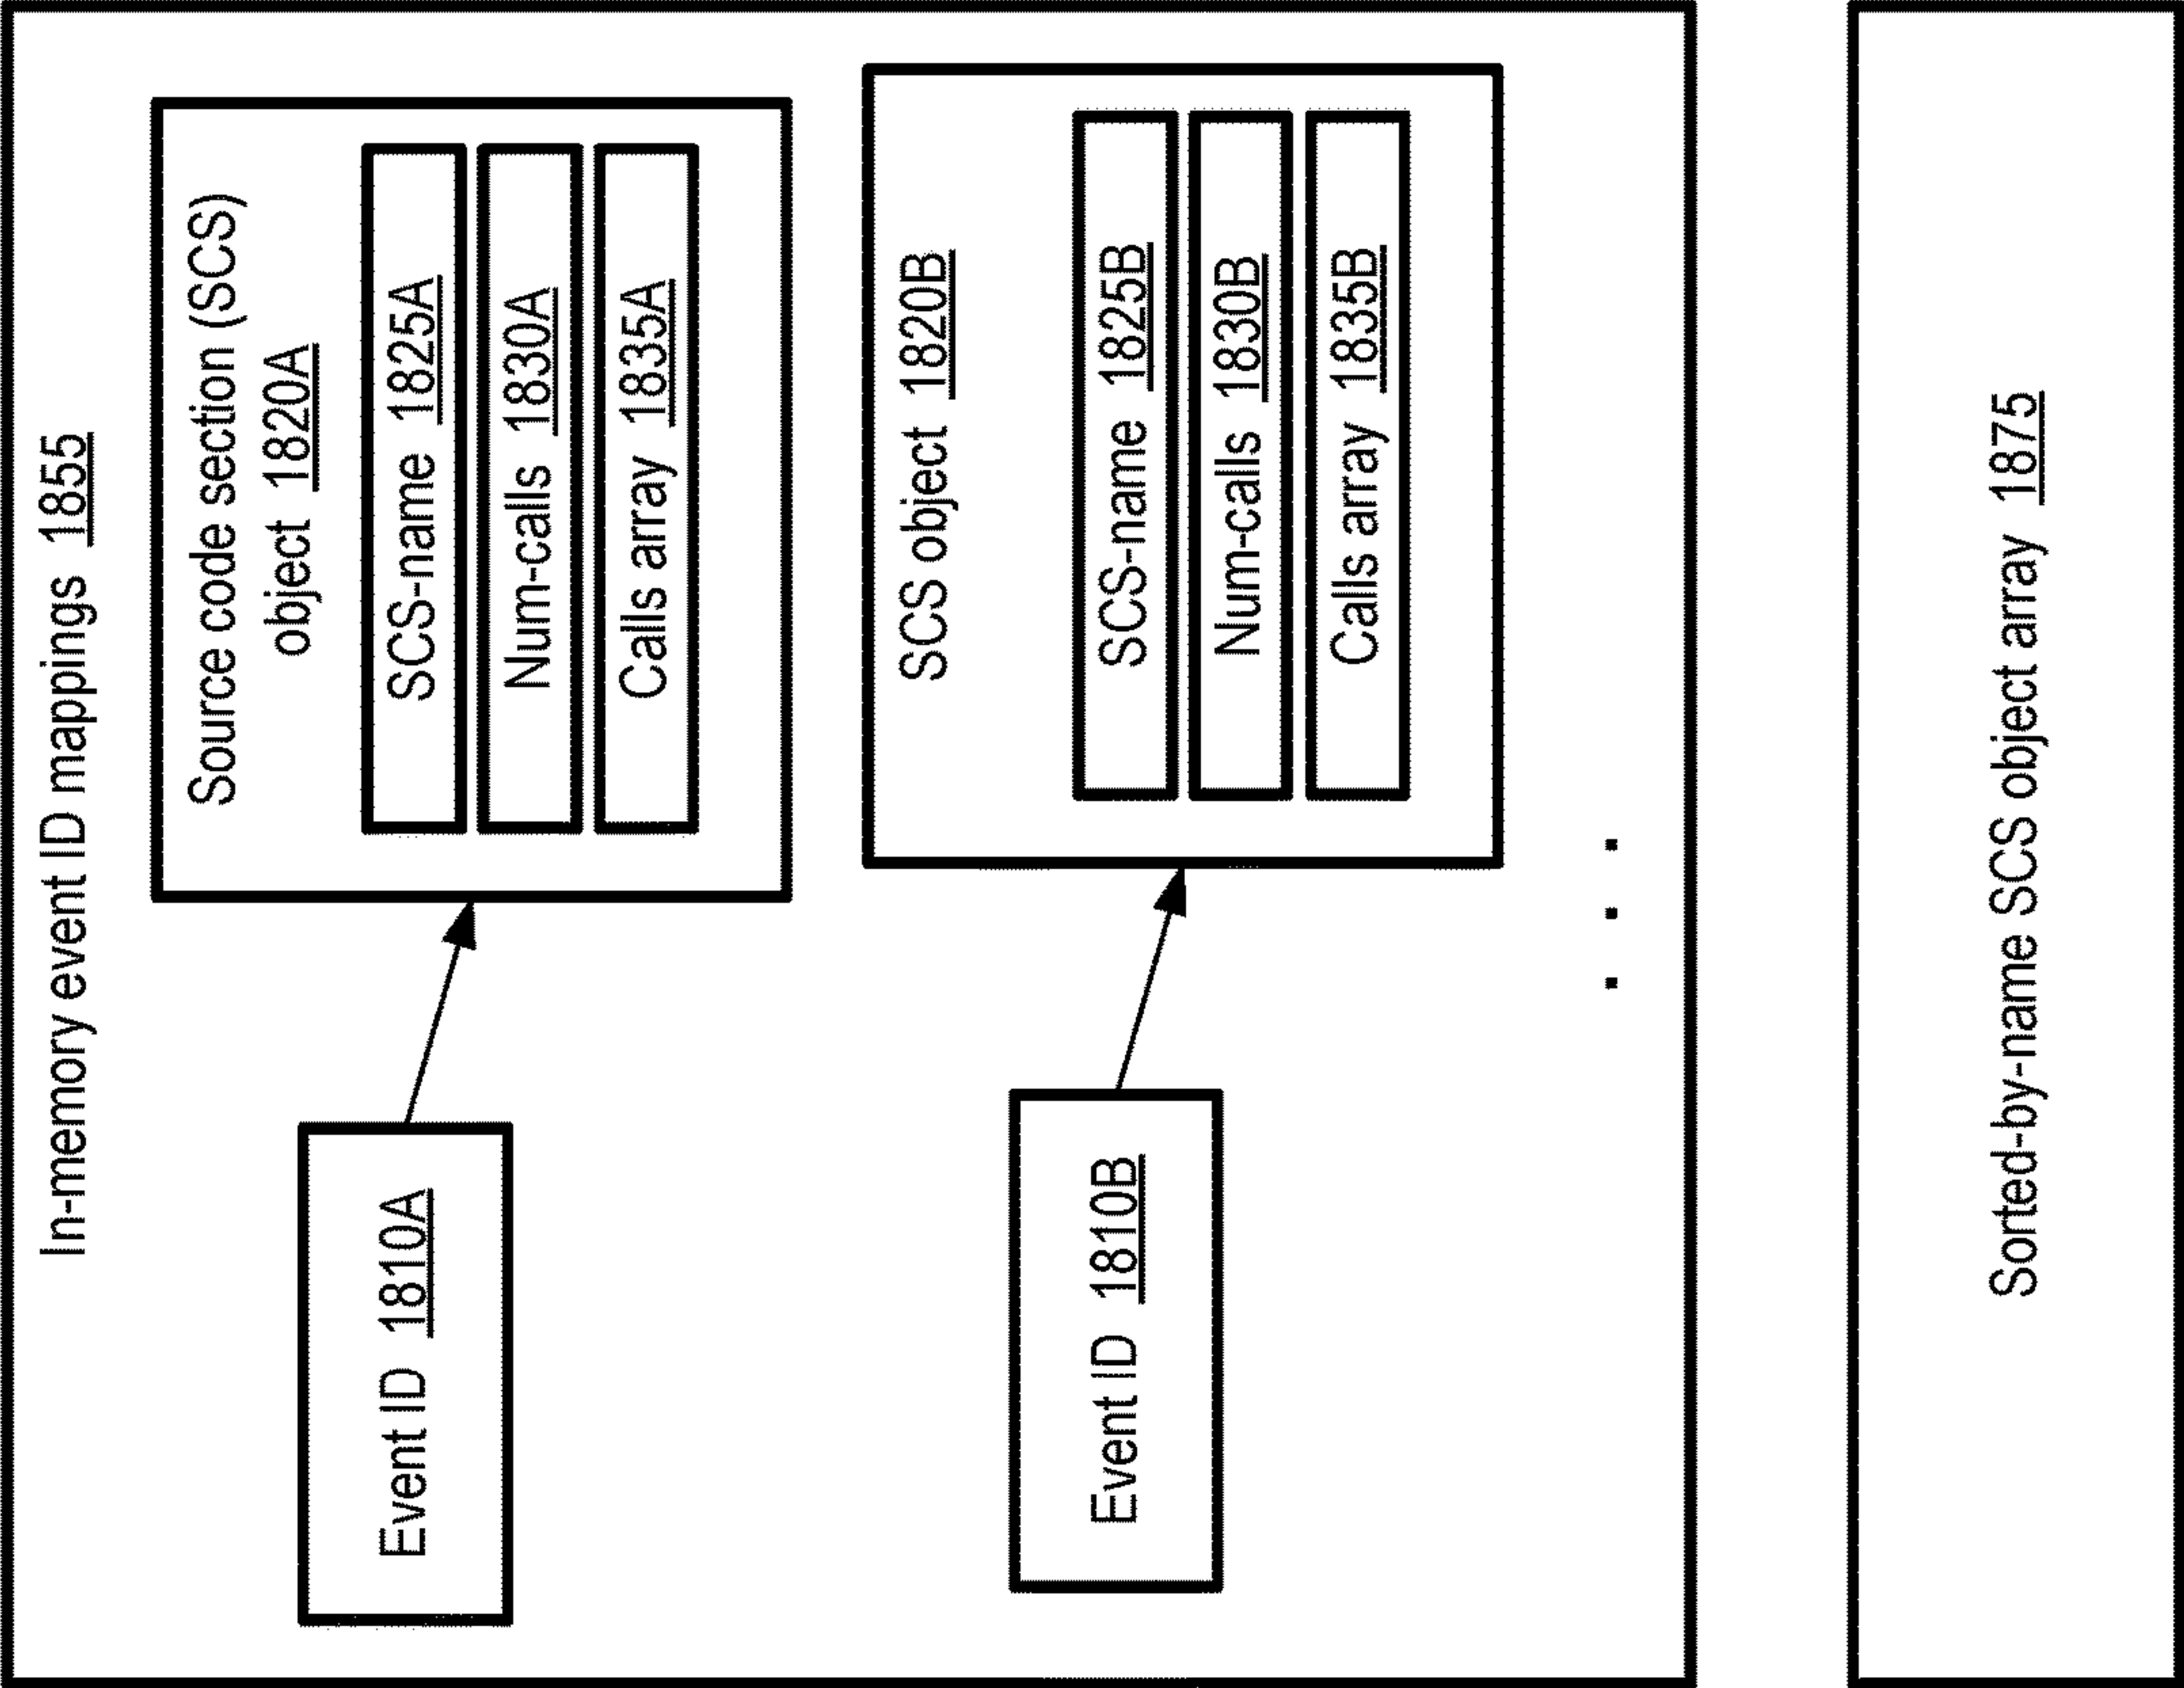 In-memory event ID mappings 1855
Source code section (SCS)
object 1820A
SCS-name 1825A
Num-calls 1830A
Calls array 1835A
Event ID 1810A
SCS object 1820B
SCS-name 1825B
Num-calls 1830B
Calls array 1835B
Event ID 1810B
. . .
Sorted-by-name SCS object array 1875